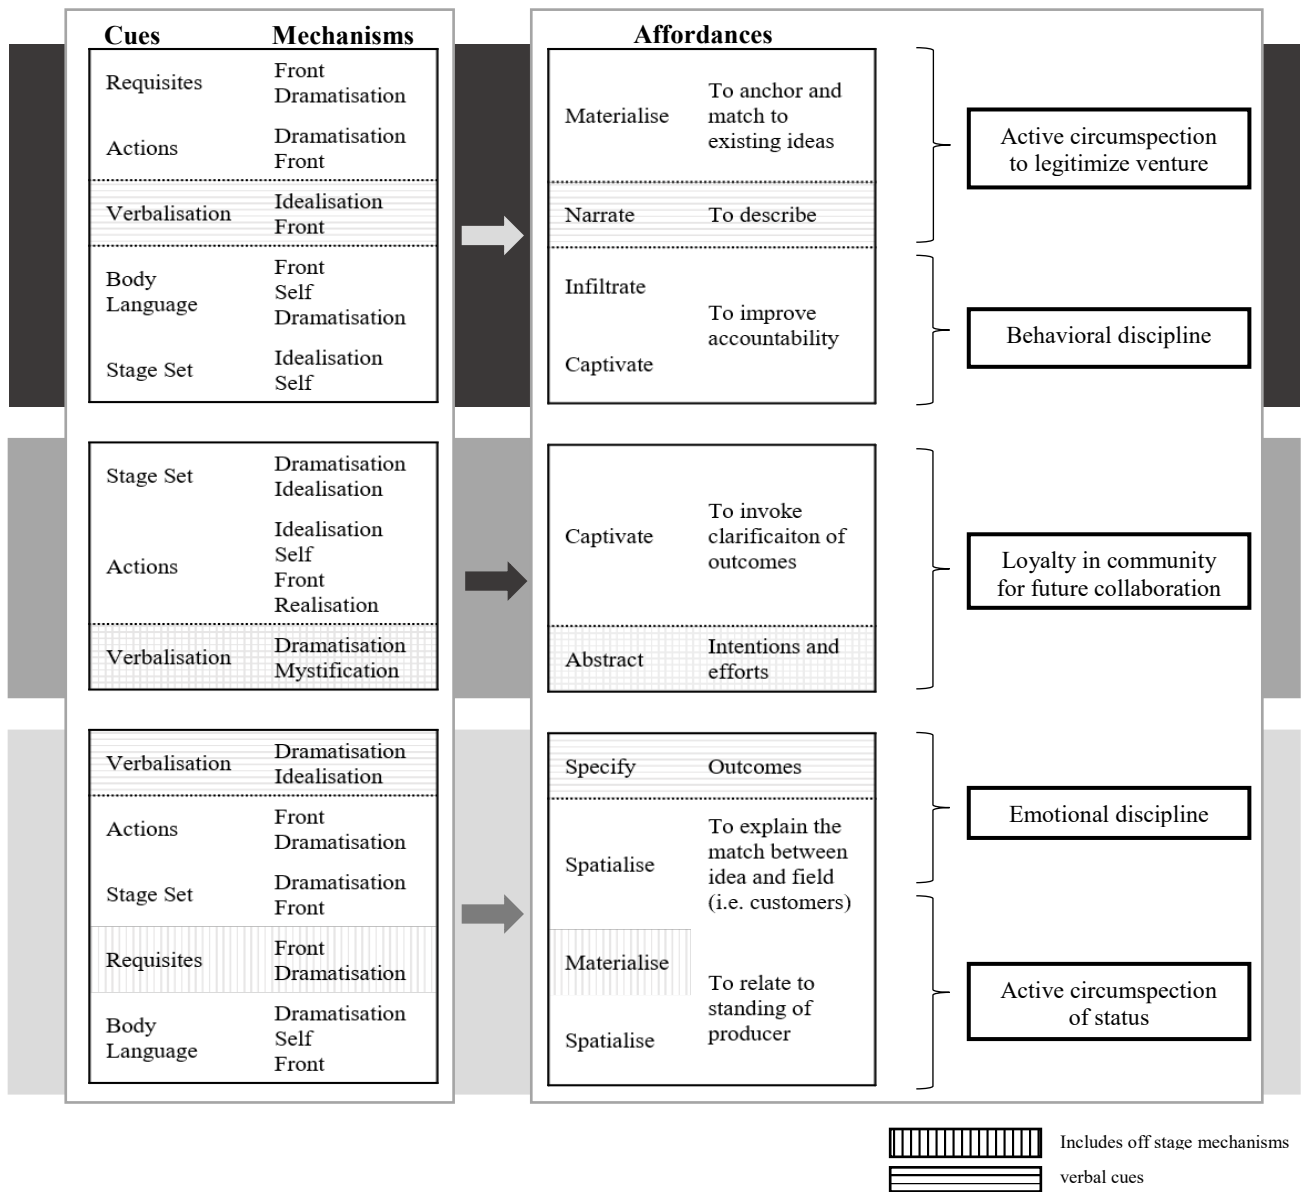 Cues Mechanisms
Requisites
Front
Dramatisation
Actions
Dramatisation
Front
Verbalisation
Idealisation
Front
Body
Language
Front
Self
Dramatisation
Stage Set
Idealisation
Self
Stage Set
Dramatisation
Idealisation
Actions
Idealisation
Self
Front
Realisation
Verbalisation
Dramatisation
Mystification
Verbalisation
Dramatisation
Idealisation
Actions
Front
Dramatisation
Stage Set
Dramatisation
Front
Requisites
Front
Dramatisation
Body
Language
Dramatisation
Self
Front
Affordances
Materialise
To anchor and
match to
existing ideas
Narrate To describe
Infiltrate
Captivate
To improve
accountability
Captivate
To invoke
clarificaiton of
outcomes
Abstract
Intentions and
efforts
Specify Outcomes
Spatialise
To explain the
match between
idea and field
(i.e. customers)
Materialise
Spatialise
To relate to
standing of
producer
Active circumspection
to legitimize venture
Behavioral discipline
Loyalty in community
for future collaboration
Emotional discipline
Active circumspection
of status
Includes off stage mechanisms
verbal cues